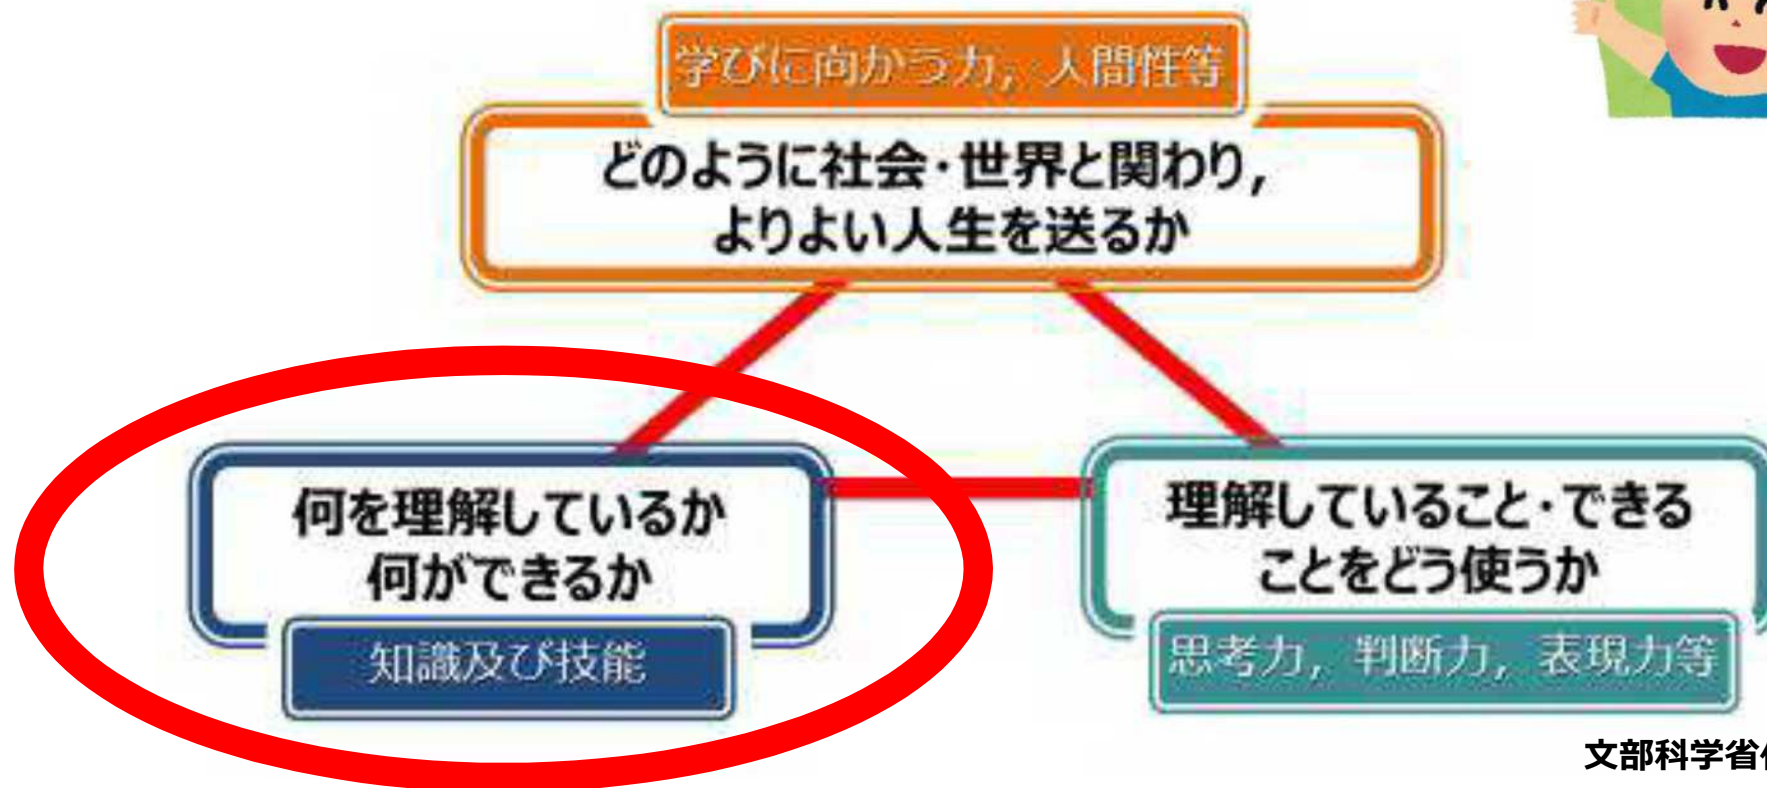 学びに向かう力，人間性等
どのように社会・世界と関わり，
よりよい人生を送るか
何を理解しているか
何ができるか
知識及び技能
理解していること・できる
ことをどう使うか
思考力，判断力，表現力等
文部科学省